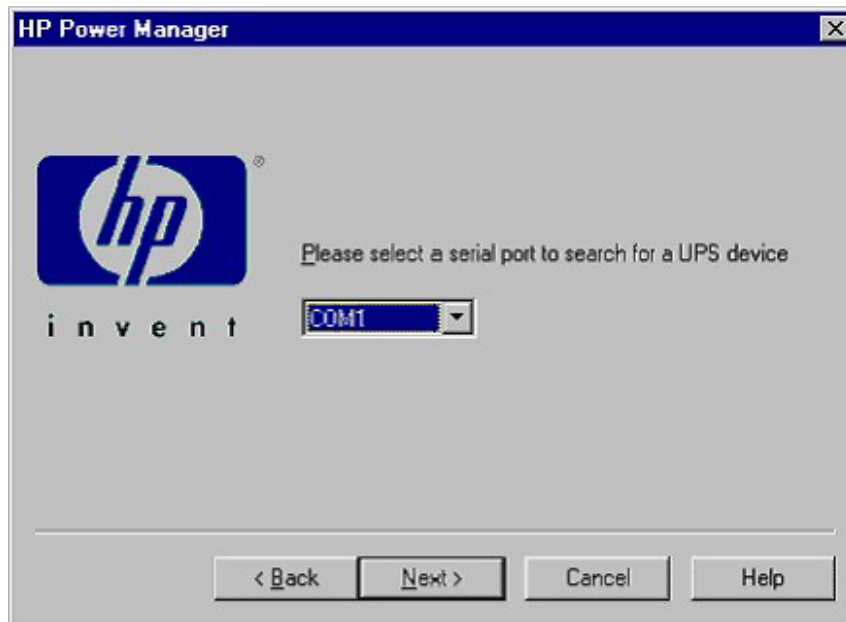 HP Power Manager
hp
®
invent
Please select a serial port to search for a UPS device
COM1
< Back
Next >
Cancel
Help